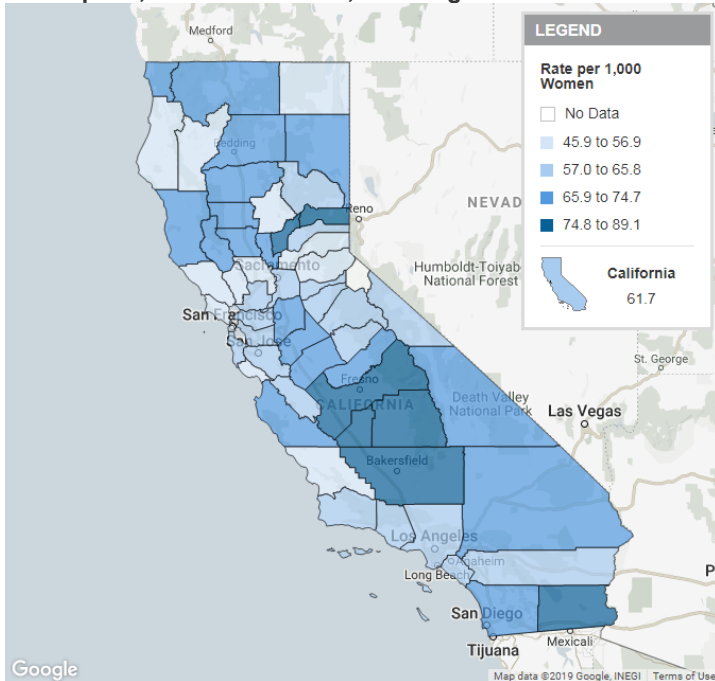 Medford
LEGEND
Rate per 1,000
Women
No Data
45.9 to 56.9
57.0 to 65.8
65.9 to 74.7
74.8 to 89.1
California
61.7
Redding
NEVAD
Reno
Sacramento
Humboldt-Toiyab
National Forest
San Francisco
San Jose
St. George
Fresno
CALIFORNIA
Death Valley
National Park
Las Vegas
Bakersfield
Los Angeles
Anaheim
Long Beach
P
San Diego
Mexicali
Tijuana
Google
Map data ©2019 Google, INEGI
Terms of Use